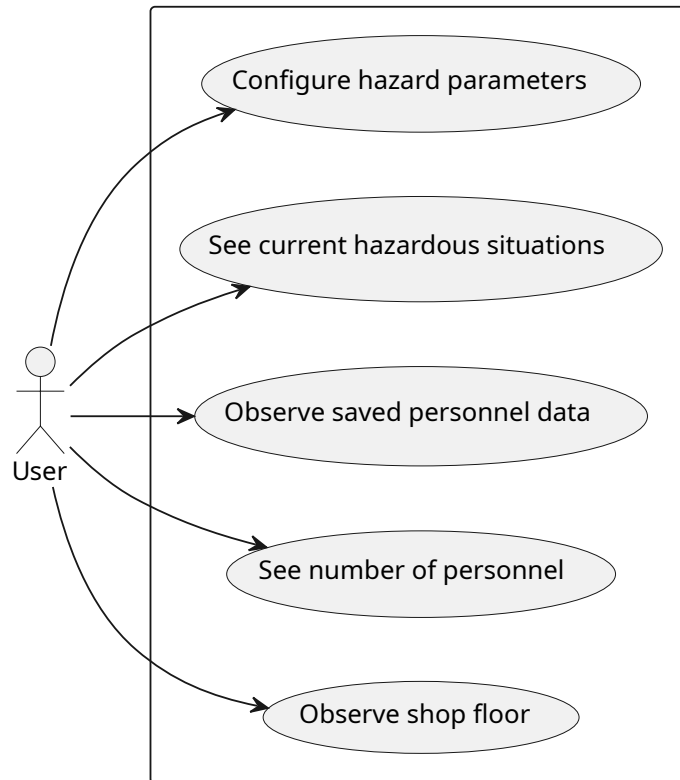 Configure hazard parameters
See current hazardous situations
Observe saved personnel data
User
See number of personnel
Observe shop floor